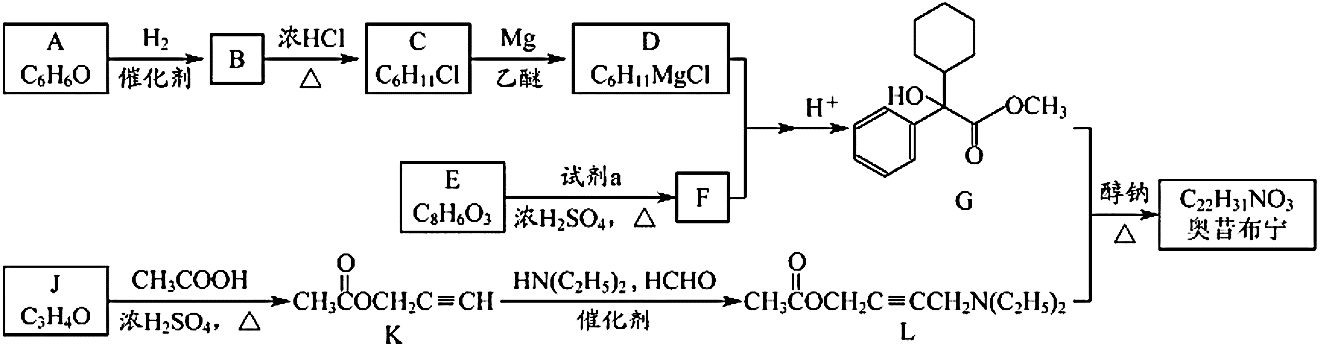 A
C₆H₆O
H₂
催化剂
B
浓HCl
△
C
C₆H₁₁Cl
Mg
乙醚
D
C₆H₁₁MgCl
H⁺
HO
OCH₃
O
G
E
C₈H₆O₃
试剂a
浓H₂SO₄, △
F
醇钠
△
C₂₂H₃₁NO₃
奥昔布宁
J
C₃H₄O
CH₃COOH
浓H₂SO₄, △
O
CH₃COCH₂C≡CH
K
HN(C₂H₅)₂, HCHO
催化剂
O
CH₃COCH₂C≡CCH₂N(C₂H₅)₂
L